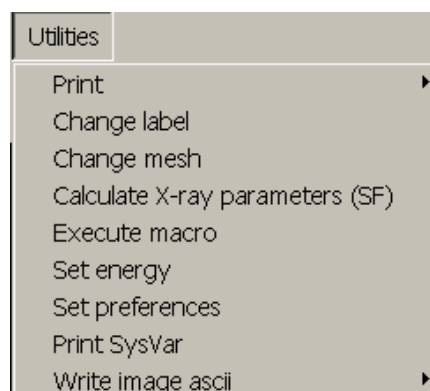 Utilities
Print
Change label
Change mesh
Calculate X-ray parameters (SF)
Execute macro
Set energy
Set preferences
Print SysVar
Write image ascii